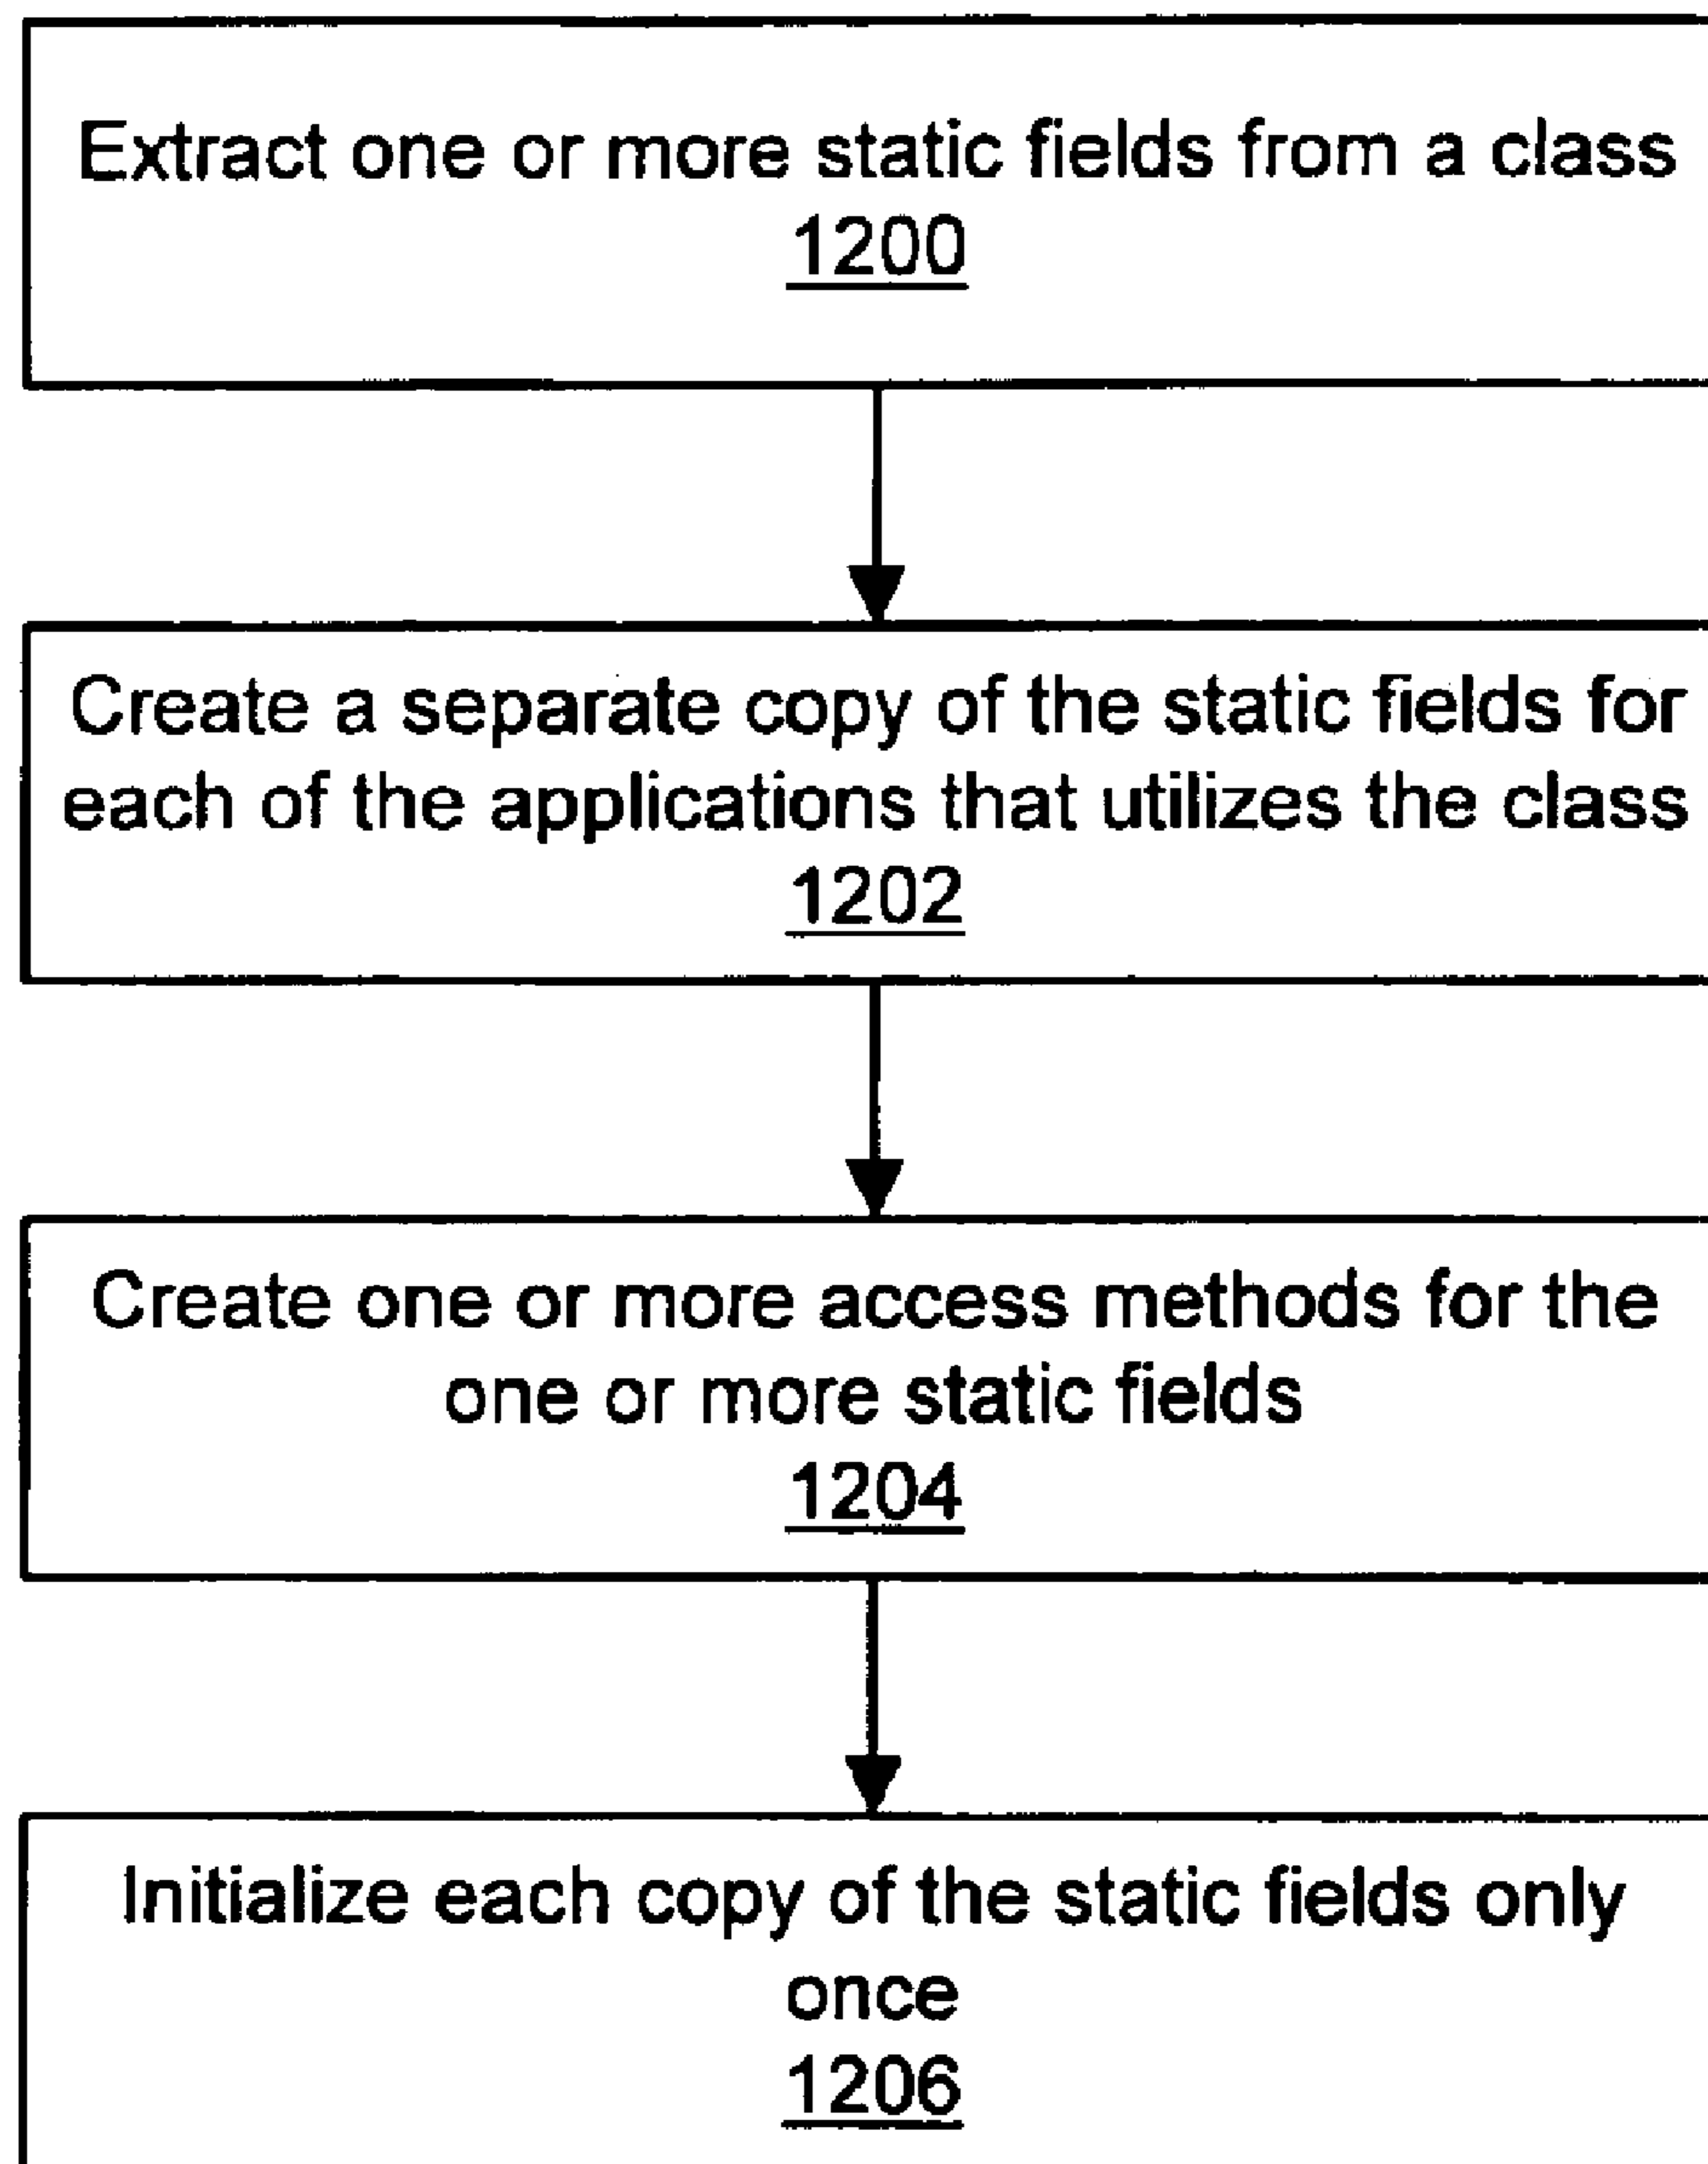 Extract one or more static fields from a class
1200
Create a separate copy of the static fields for
each of the applications that utilizes the class
1202
Create one or more access methods for the
one or more static fields
1204
Initialize each copy of the static fields only
once
1206